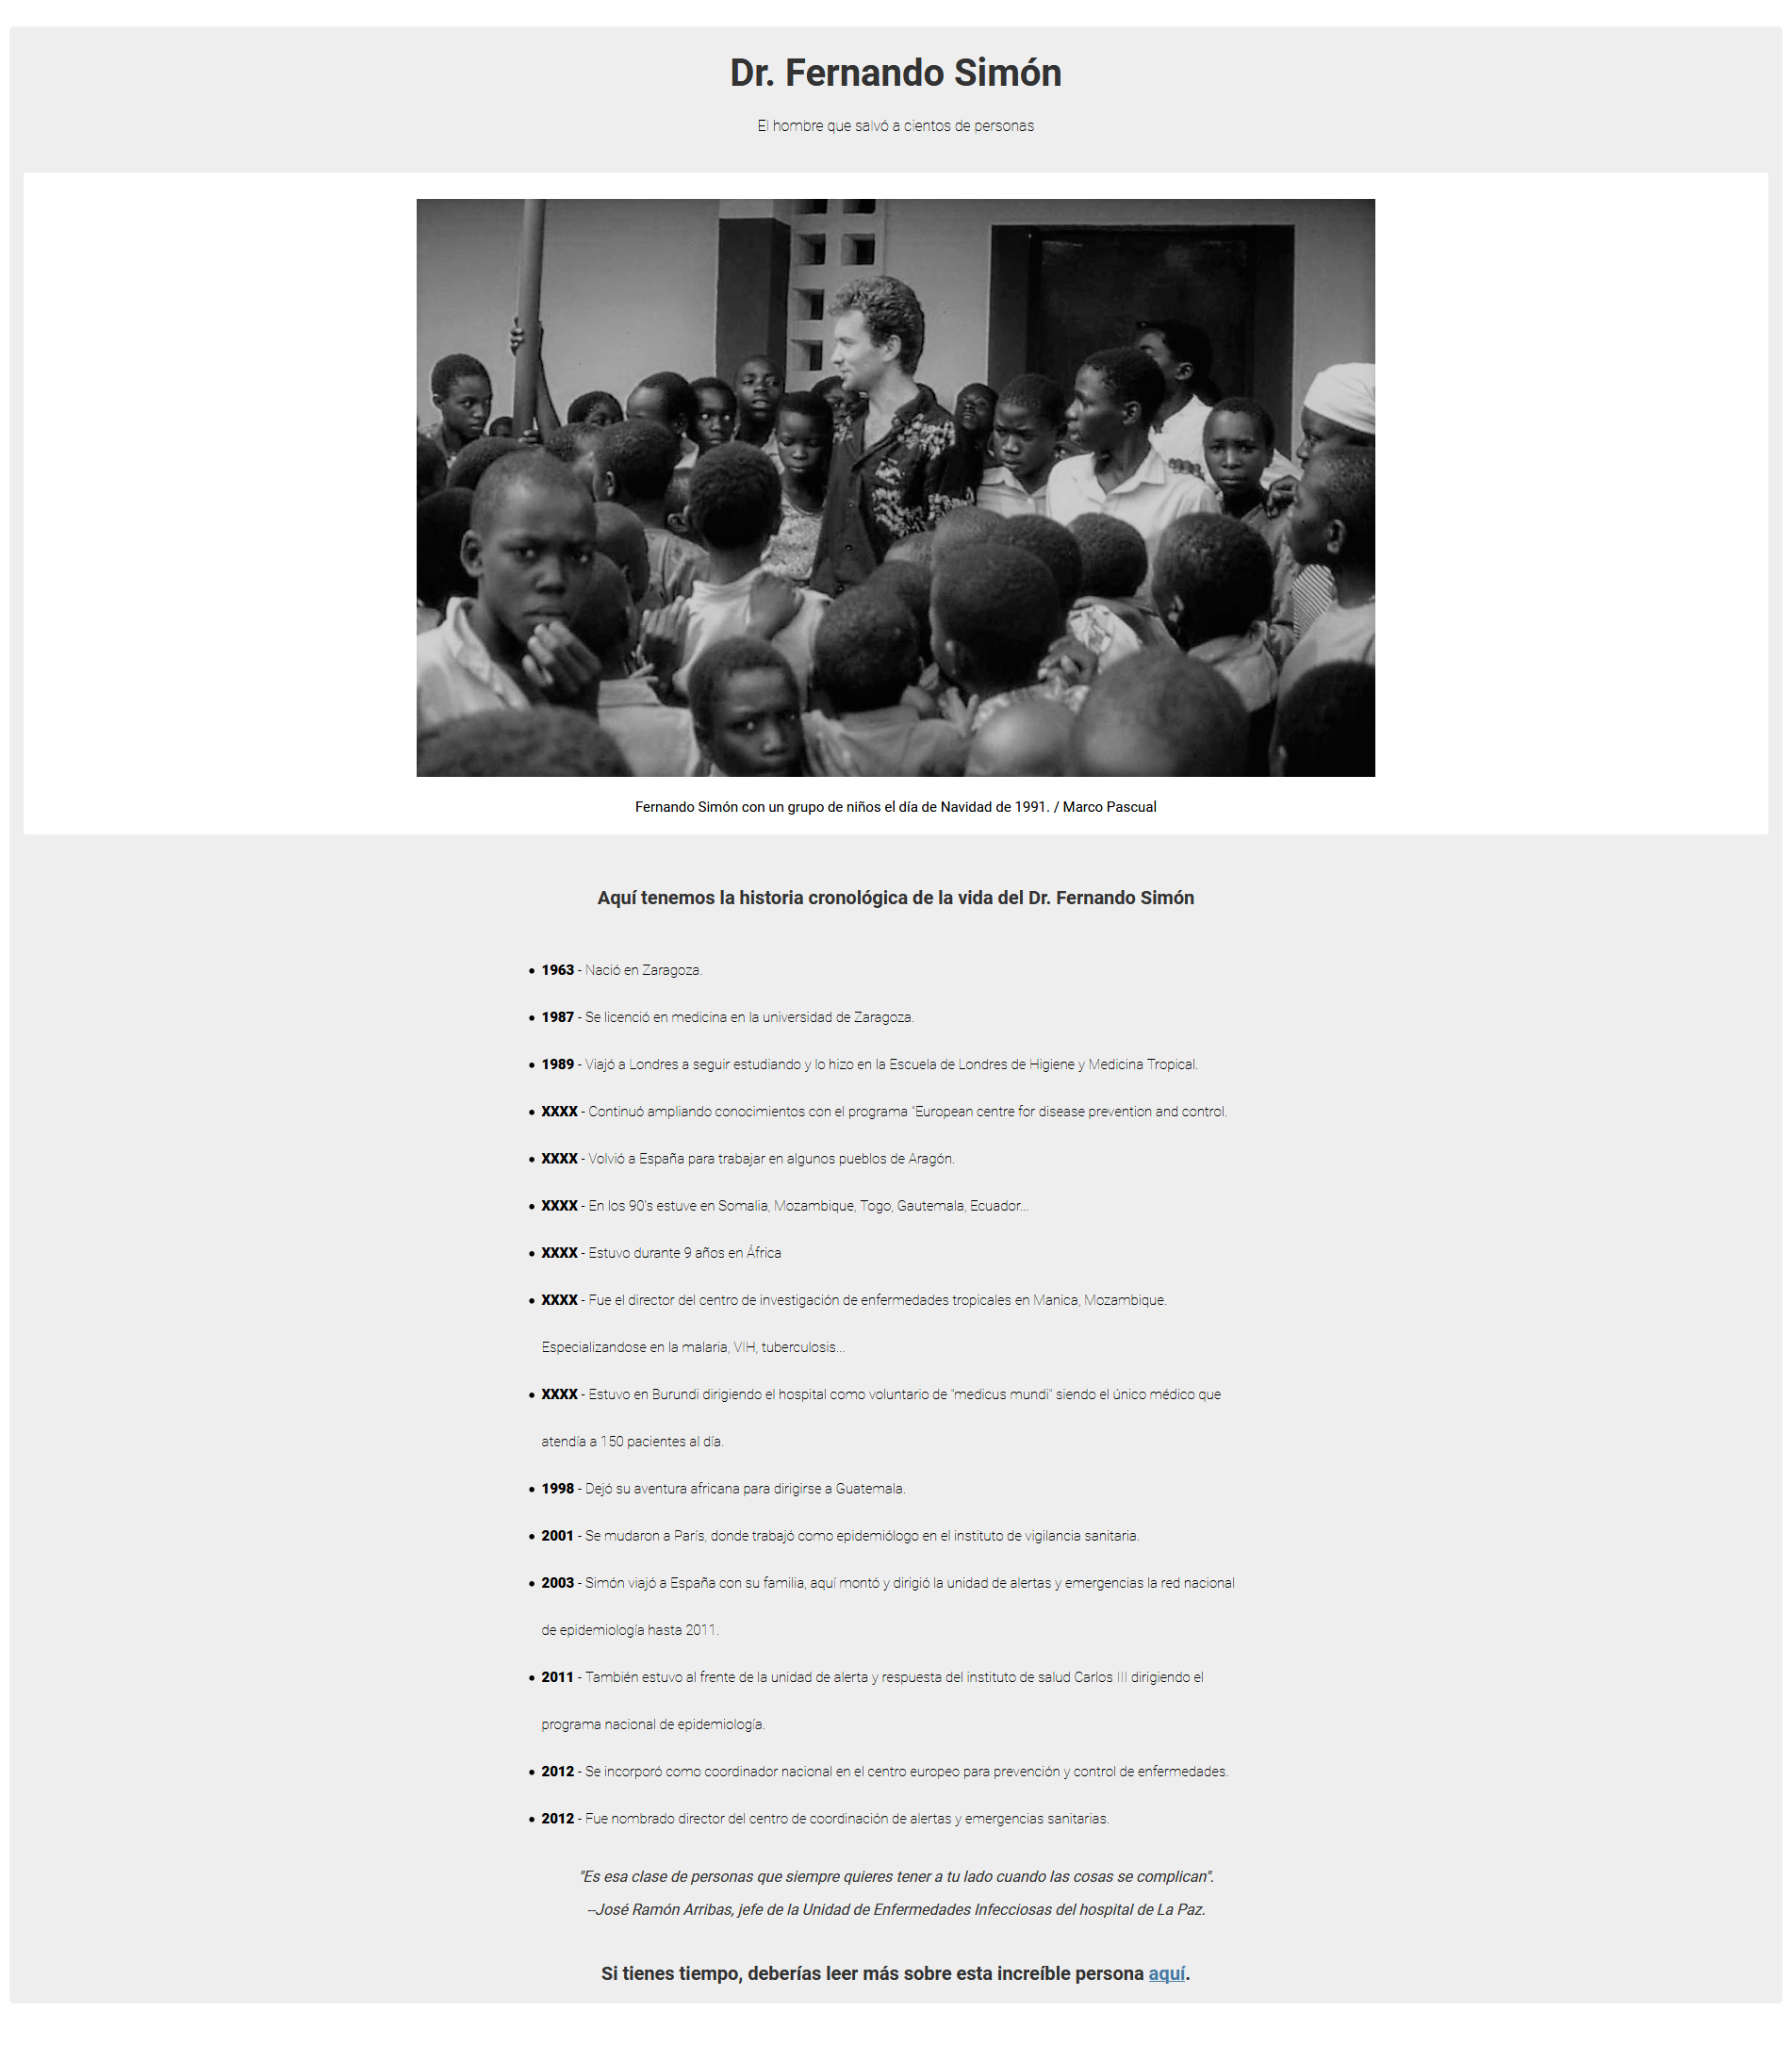 Dr. Fernando Simón
El hombre que salvó a cientos de personas
Fernando Simón con un grupo de niños el día de Navidad de 1991. / Marco Pascual
Aquí tenemos la historia cronológica de la vida del Dr. Fernando Simón
• 1963 - Nació en Zaragoza.
• 1987 - Se licenció en medicina en la universidad de Zaragoza.
• 1989 - Viajó a Londres a seguir estudiando y lo hizo en la Escuela de Londres de Higiene y Medicina Tropical.
• XXXX - Continuó ampliando conocimientos con el programa "European centre for disease prevention and control.
• XXXX - Volvió a España para trabajar en algunos pueblos de Aragón.
• XXXX - En los 90's estuve en Somalia, Mozambique, Togo, Gautemala, Ecuador...
• XXXX - Estuvo durante 9 años en África
• XXXX - Fue el director del centro de investigación de enfermedades tropicales en Manica, Mozambique.
Especializandose en la malaria, VIH, tuberculosis...
• XXXX - Estuvo en Burundi dirigiendo el hospital como voluntario de "medicus mundi" siendo el único médico que
atendía a 150 pacientes al día.
• 1998 - Dejó su aventura africana para dirigirse a Guatemala.
• 2001 - Se mudaron a París, donde trabajó como epidemiólogo en el instituto de vigilancia sanitaria.
• 2003 - Simón viajó a España con su familia, aquí montó y dirigió la unidad de alertas y emergencias la red nacional
de epidemiología hasta 2011.
• 2011 - También estuvo al frente de la unidad de alerta y respuesta del instituto de salud Carlos III dirigiendo el
programa nacional de epidemiología.
• 2012 - Se incorporó como coordinador nacional en el centro europeo para prevención y control de enfermedades.
• 2012 - Fue nombrado director del centro de coordinación de alertas y emergencias sanitarias.
"Es esa clase de personas que siempre quieres tener a tu lado cuando las cosas se complican".
--José Ramón Arribas, jefe de la Unidad de Enfermedades Infecciosas del hospital de La Paz.
Si tienes tiempo, deberías leer más sobre esta increíble persona aquí.